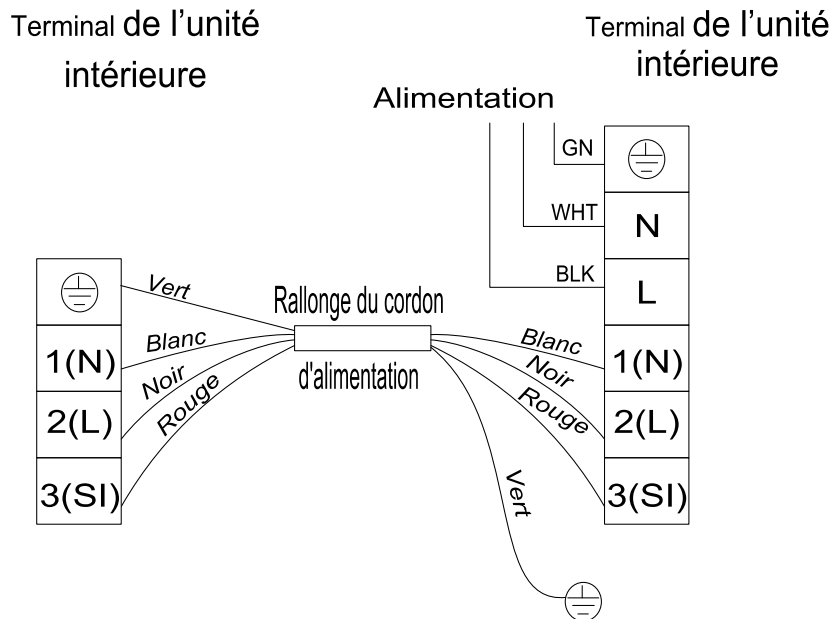 Terminal de l'unité
intérieure
Terminal de l'unité
intérieure
Alimentation
GN
WHT
N
BLK
L
Vert
Rallonge du cordon
d'alimentation
1(N)
Blanc
2(L)
Noir
3(SI)
Rouge
Blanc
1(N)
Noir
2(L)
Rouge
3(SI)
Vert